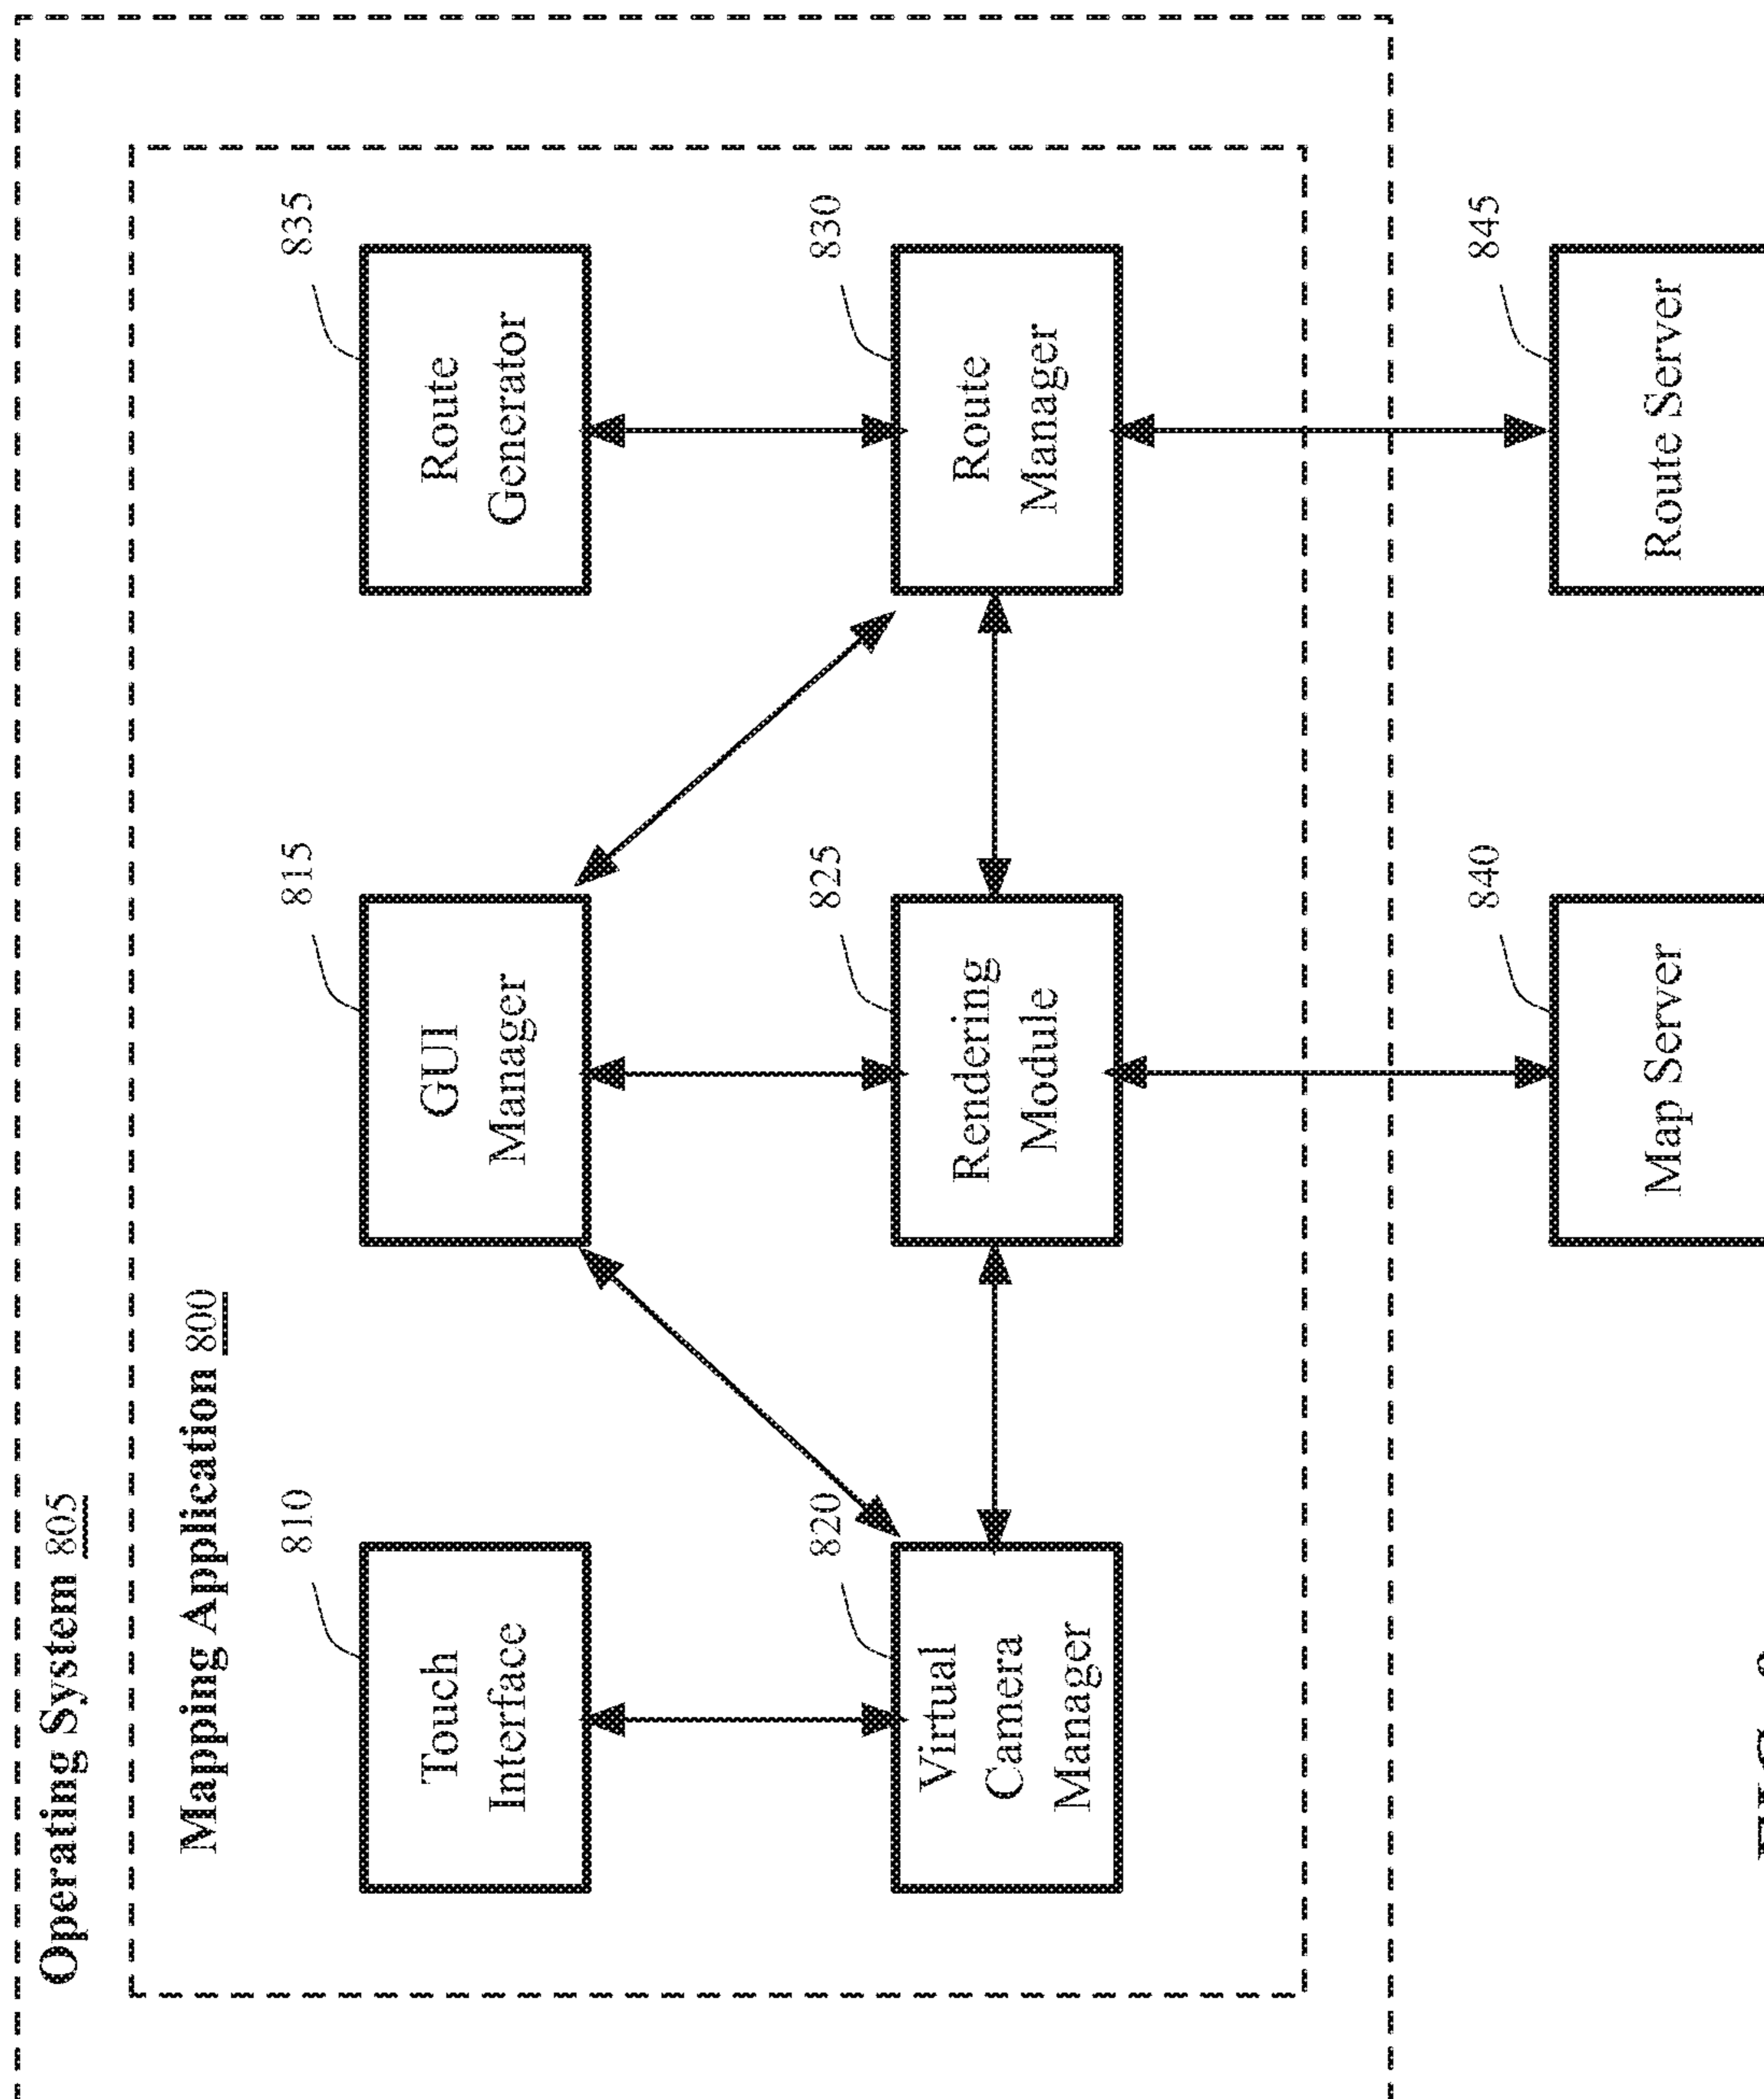 Operating System 805
Mapping Application 800
810
Touch
Interface
815
GUI
Manager
835
Route
Generator
820
Virtual
Camera
Manager
825
Rendering
Module
830
Route
Manager
840
Map Server
845
Route Server